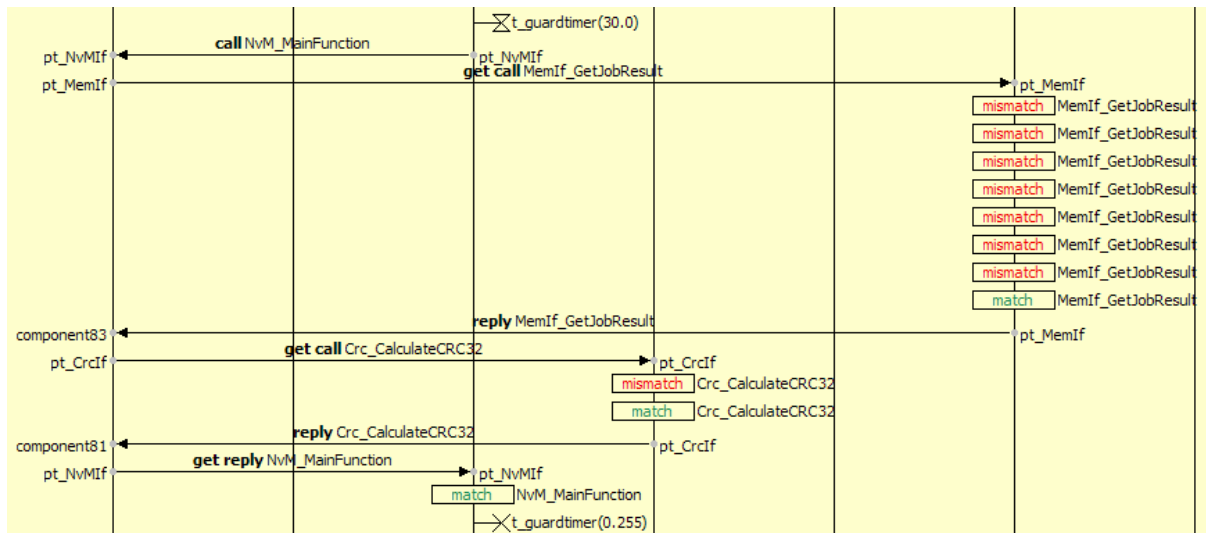 t_guardtimer(30.0)
call NvM_MainFunction
pt_NvMIf pt_NvMIf
get call MemIf_GetJobResult
pt_MemIf pt_MemIf
mismatch MemIf_GetJobResult
mismatch MemIf_GetJobResult
mismatch MemIf_GetJobResult
mismatch MemIf_GetJobResult
mismatch MemIf_GetJobResult
mismatch MemIf_GetJobResult
mismatch MemIf_GetJobResult
match MemIf_GetJobResult
reply MemIf_GetJobResult
component83 pt_MemIf
get call Crc_CalculateCRC32
pt_CrcIf pt_CrcIf
mismatch Crc_CalculateCRC32
match Crc_CalculateCRC32
reply Crc_CalculateCRC32
component81 pt_CrcIf
get reply NvM_MainFunction
pt_NvMIf pt_NvMIf
match NvM_MainFunction
t_guardtimer(0.255)